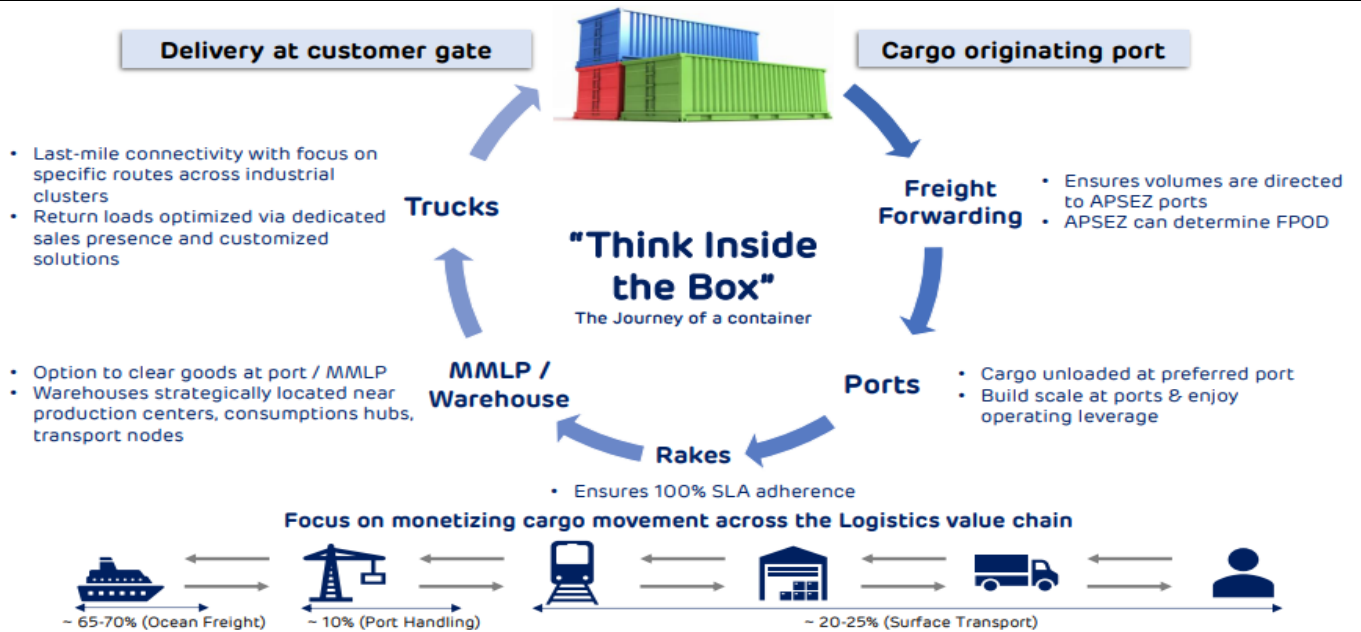 Delivery at customer gate
Cargo originating port
• Last-mile connectivity with focus on
specific routes across industrial
clusters
• Return loads optimized via dedicated
sales presence and customized
solutions
Trucks
Freight
Forwarding
• Ensures volumes are directed
to APSEZ ports
• APSEZ can determine FPOD
"Think Inside
the Box"
The Journey of a container
• Option to clear goods at port / MMLP
• Warehouses strategically located near
production centers, consumptions hubs,
transport nodes
MMLP /
Warehouse
Ports
• Cargo unloaded at preferred port
• Build scale at ports & enjoy
operating leverage
Rakes
• Ensures 100% SLA adherence
Focus on monetizing cargo movement across the Logistics value chain
~ 65-70% (Ocean Freight)
~ 10% (Port Handling)
~ 20-25% (Surface Transport)